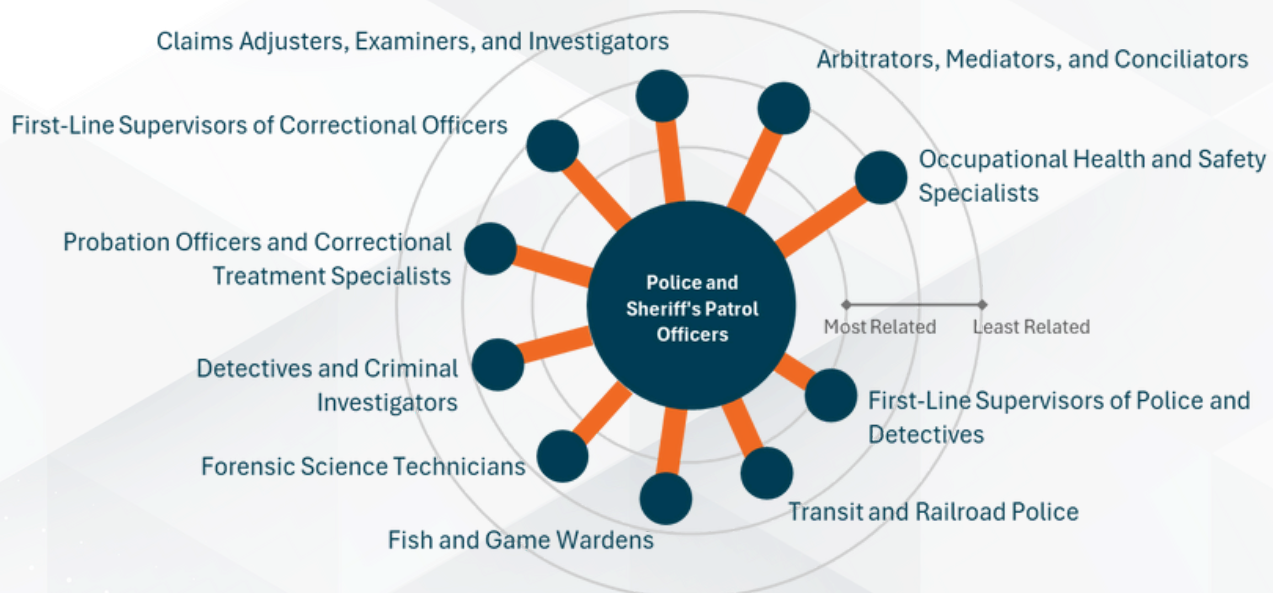 Claims Adjusters, Examiners, and Investigators
Arbitrators, Mediators, and Conciliators
First-Line Supervisors of Correctional Officers
Occupational Health and Safety
Specialists
Probation Officers and Correctional
Treatment Specialists
Police and
Sheriff's Patrol
Officers
Most Related
Least Related
Detectives and Criminal
Investigators
First-Line Supervisors of Police and
Detectives
Forensic Science Technicians
Transit and Railroad Police
Fish and Game Wardens